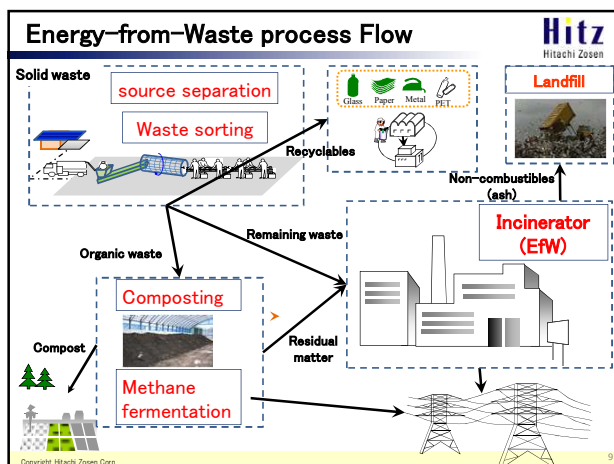 Energy-from-Waste process Flow
Hitz
Hitachi Zosen
Solid waste
source separation
Waste sorting
Glass Paper Metal PET
Recyclables
Landfill
Non-combustibles
(ash)
Organic waste
Remaining waste
Incinerator
(EfW)
Composting
Compost
Residual
matter
Methane
fermentation
Copyright Hitachi Zosen Corp
9